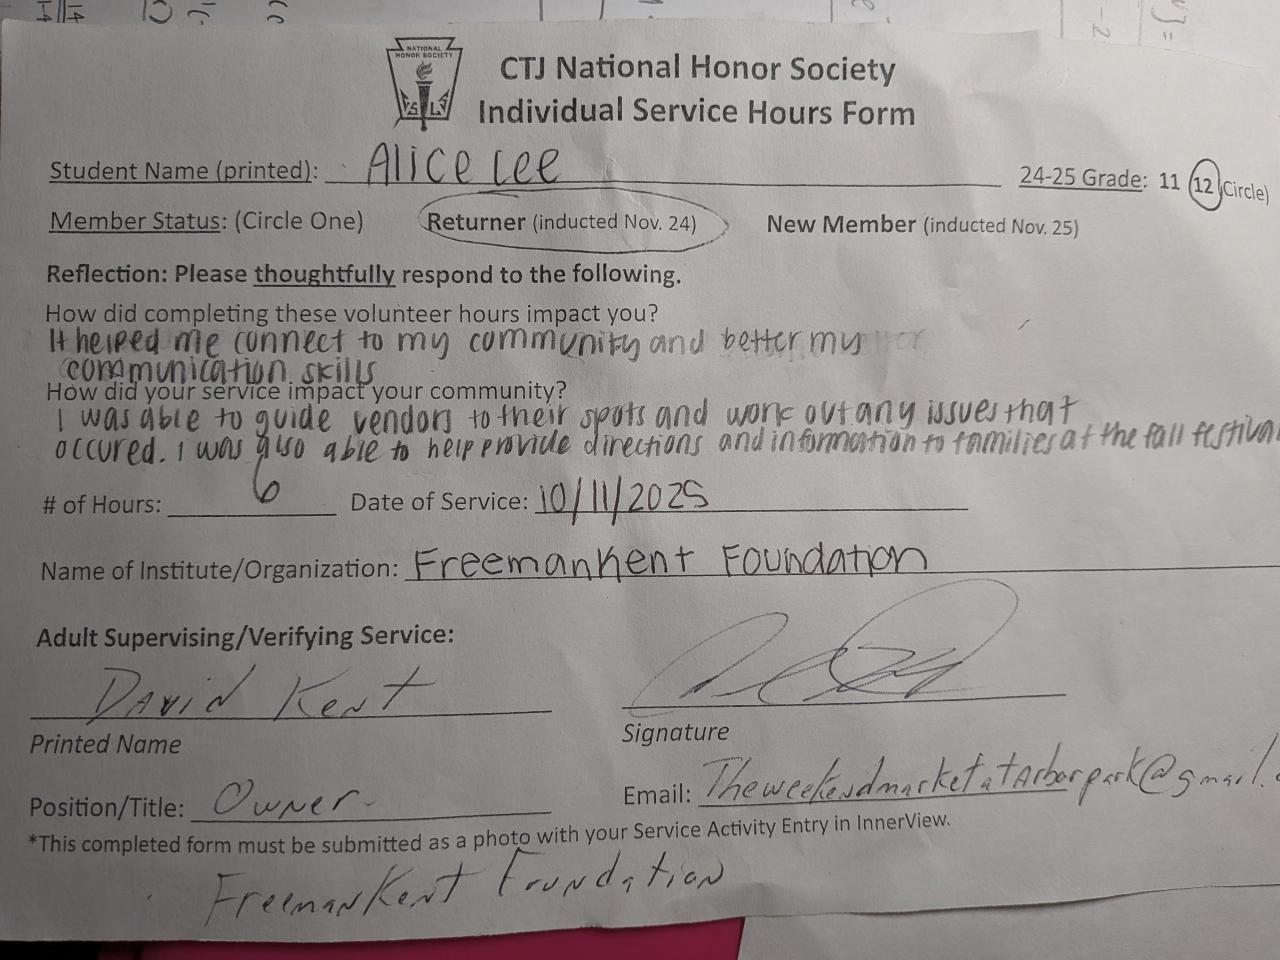 NATIONAL
HONOR SOCIETY
CTJ National Honor Society
Individual Service Hours Form
Student Name (printed): Alice Lee 24-25 Grade: 11 12 (Circle)
Member Status: (Circle One) Returner (inducted Nov. 24) New Member (inducted Nov. 25)
Reflection: Please thoughtfully respond to the following.
How did completing these volunteer hours impact you?
It helped me connect to my community and better my
communication skills
How did your service impact your community?
I was able to guide vendors to their spots and work out any issues that
occured. I was also able to help provide directions and information to families at the fall festival
# of Hours: 6 Date of Service: 10/11/2025
Name of Institute/Organization: FreemanKent Foundation
Adult Supervising/Verifying Service:
David Kent
Printed Name Signature
Position/Title: Owner Email: TheweekendmarketatArborpark@gmail.
*This completed form must be submitted as a photo with your Service Activity Entry in InnerView.
FreemanKent Foundation